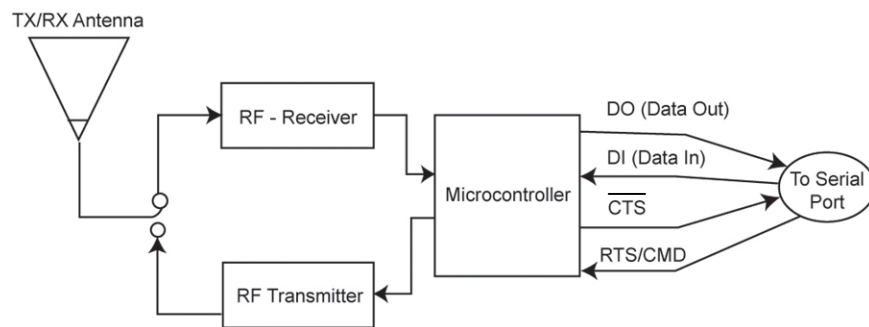 TX/RX Antenna
RF - Receiver
DO (Data Out)
DI (Data In)
Microcontroller
To Serial
Port
C̅T̅S̅
RTS/CMD
RF Transmitter